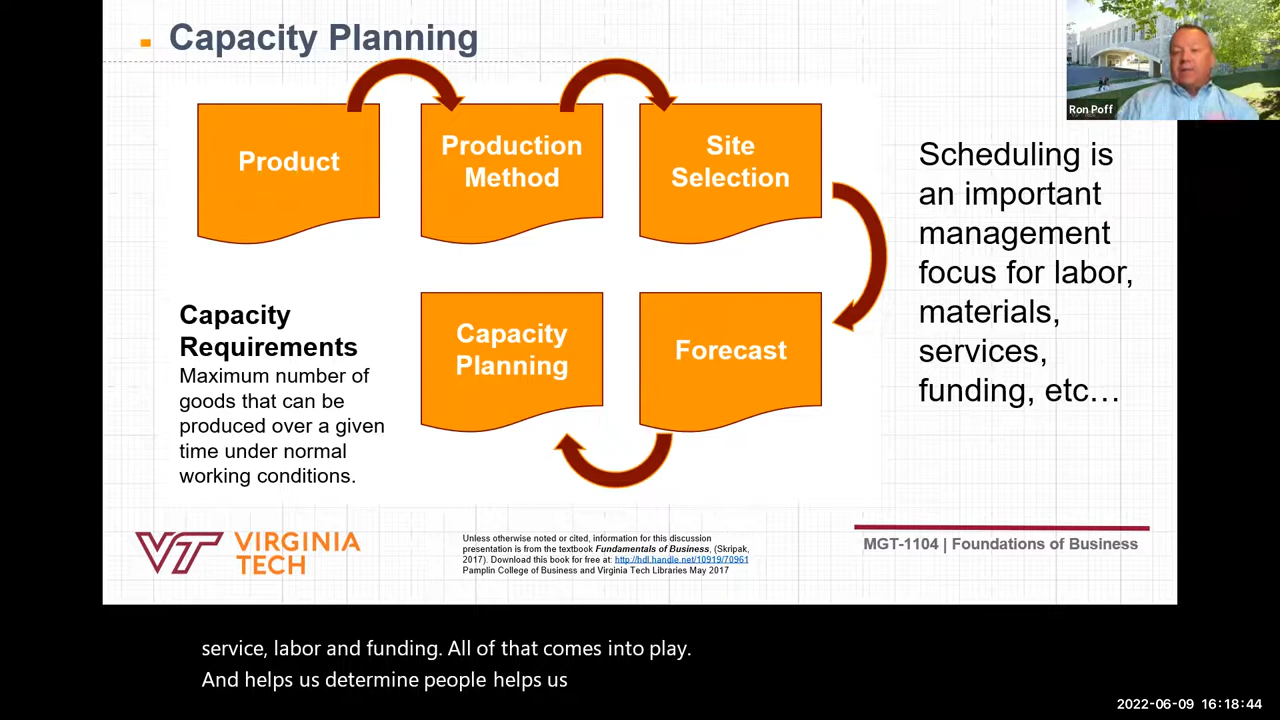 Capacity Planning
Ron Poff
Product
Production
Method
Site
Selection
Scheduling is
an important
management
focus for labor,
materials,
services,
funding, etc…
Capacity
Requirements
Maximum number of
goods that can be
produced over a given
time under normal
working conditions.
Capacity
Planning
Forecast
VT VIRGINIA
TECH
Unless otherwise noted or cited, information for this discussion
presentation is from the textbook Fundamentals of Business, (Skripak,
2017). Download this book for free at: http://hdl.handle.net/10919/70961
Pamplin College of Business and Virginia Tech Libraries May 2017
MGT-1104 | Foundations of Business
service, labor and funding. All of that comes into play.
And helps us determine people helps us
2022-06-09 16:18:44